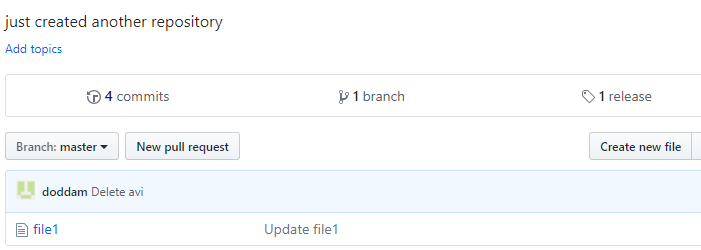 just created another repository
Add topics
4 commits 1 branch 1 release
Branch: master New pull request Create new file
doddam Delete avi
file1 Update file1